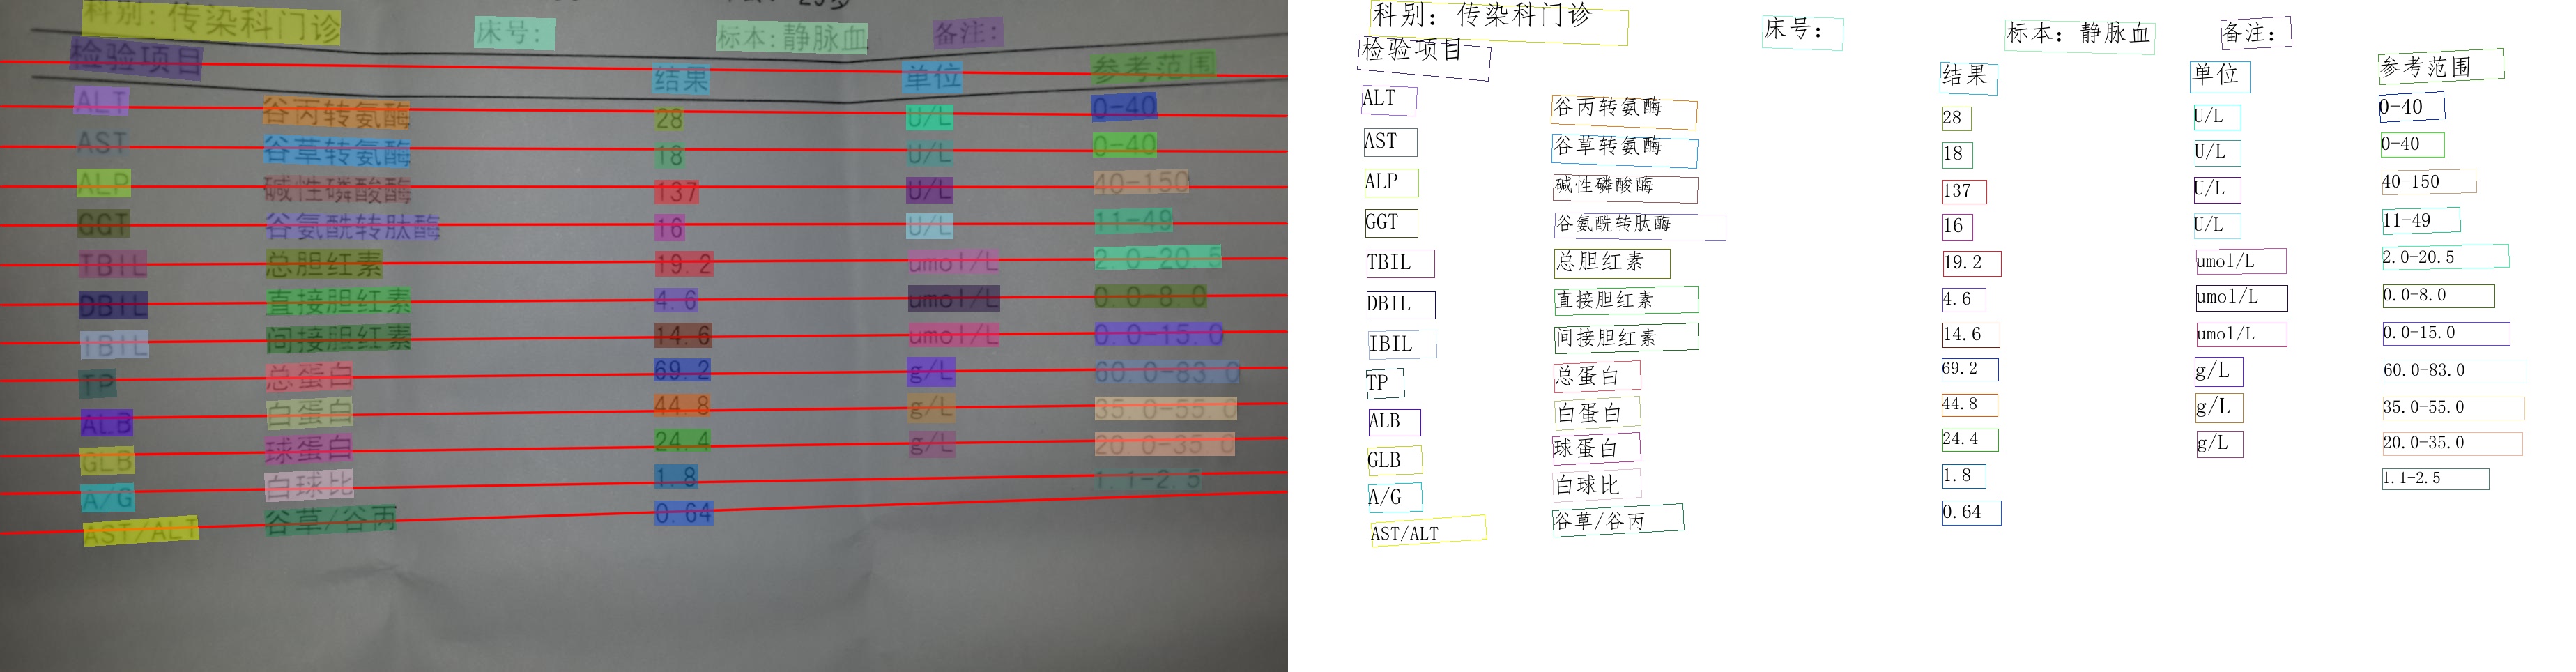 科别: 传染科门诊 床号: 标本:静脉血 备注:
检验项目 结果 单位 参考范围
ALT 谷丙转氨酶 28 U/L 0-40
AST 谷草转氨酶 18 U/L 0-40
ALP 碱性磷酸酶 137 U/L 40-150
GGT 谷氨酰转肽酶 16 U/L 11-49
TBIL 总胆红素 19.2 umol/L 2.0-20.5
DBIL 直接胆红素 4.6 umol/L 0.0-8.0
IBIL 间接胆红素 14.6 umol/L 0.0-15.0
TP 总蛋白 69.2 g/L 60.0-83.0
ALB 白蛋白 44.8 g/L 35.0-55.0
GLB 球蛋白 24.4 g/L 20.0-35.0
A/G 白球比 1.8 1.1-2.5
AST/ALT 谷草/谷丙 0.64
科别: 传染科门诊 床号: 标本: 静脉血 备注:
检验项目 结果 单位 参考范围
ALT 谷丙转氨酶 28 U/L 0-40
AST 谷草转氨酶 18 U/L 0-40
ALP 碱性磷酸酶 137 U/L 40-150
GGT 谷氨酰转肽酶 16 U/L 11-49
TBIL 总胆红素 19.2 umol/L 2.0-20.5
DBIL 直接胆红素 4.6 umol/L 0.0-8.0
IBIL 间接胆红素 14.6 umol/L 0.0-15.0
TP 总蛋白 69.2 g/L 60.0-83.0
ALB 白蛋白 44.8 g/L 35.0-55.0
GLB 球蛋白 24.4 g/L 20.0-35.0
A/G 白球比 1.8 1.1-2.5
AST/ALT 谷草/谷丙 0.64